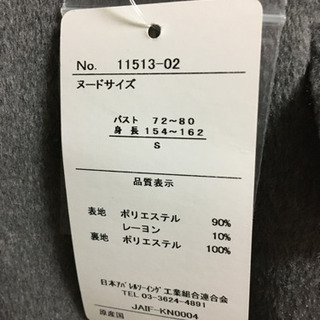 No. 11513-02
ヌードサイズ
バスト 72~80
身長 154~162
S
品質表示
表地 ポリエステル 90%
レーヨン 10%
裏地 ポリエステル 100%
日本アパレルソーイング工業組合連合会
TEL 03-3624-4891
JAIF-KN0004
原産国